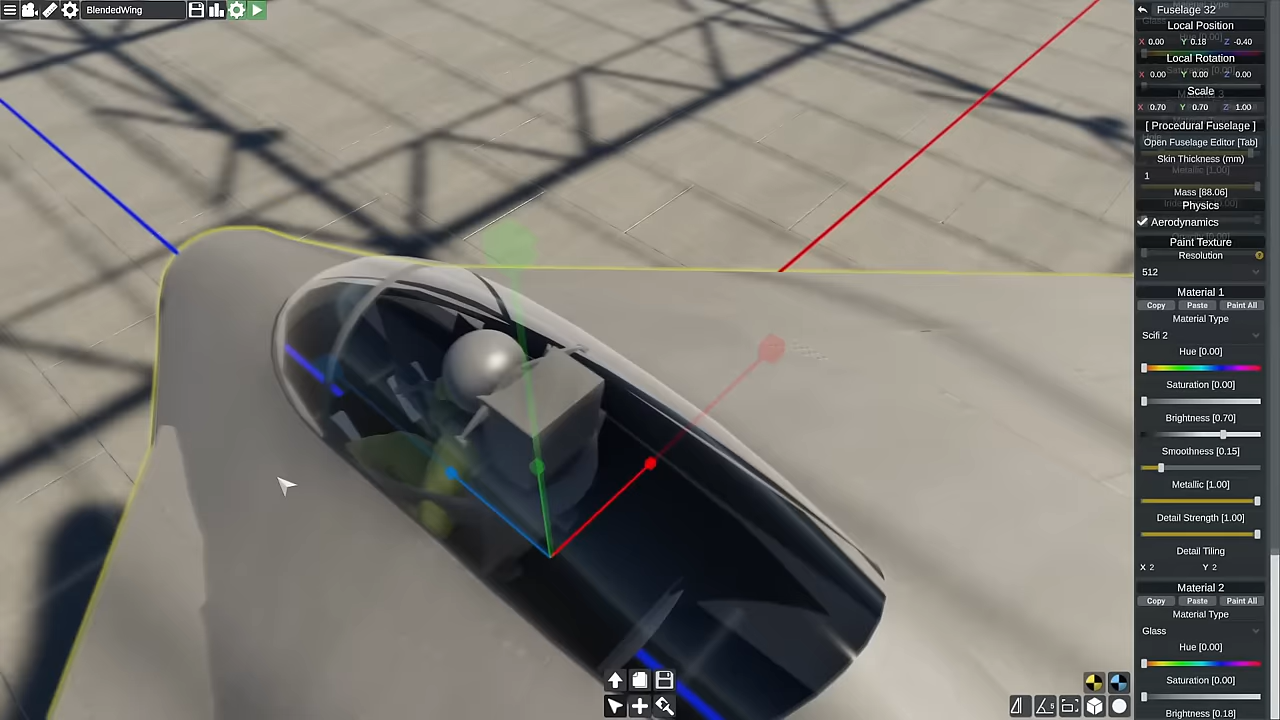 BlendedWing
Fuselage 32
Local Position
X 0.00 Y 0.18 Z -0.40
Local Rotation
X 0.00 Y 0.00 Z 0.00
Scale
X 0.70 Y 0.70 Z 1.00
[ Procedural Fuselage ]
Open Fuselage Editor [Tab]
Skin Thickness (mm)
1
Mass [88.06]
Physics
Aerodynamics
Paint Texture
Resolution
512
Material 1
Copy Paste Paint All
Material Type
Scifi 2
Hue [0.00]
Saturation [0.00]
Brightness [0.70]
Smoothness [0.15]
Metallic [1.00]
Detail Strength [1.00]
Detail Tiling
X 2 Y 2
Material 2
Copy Paste Paint All
Material Type
Glass
Hue [0.00]
Saturation [0.00]
Brightness [0.18]